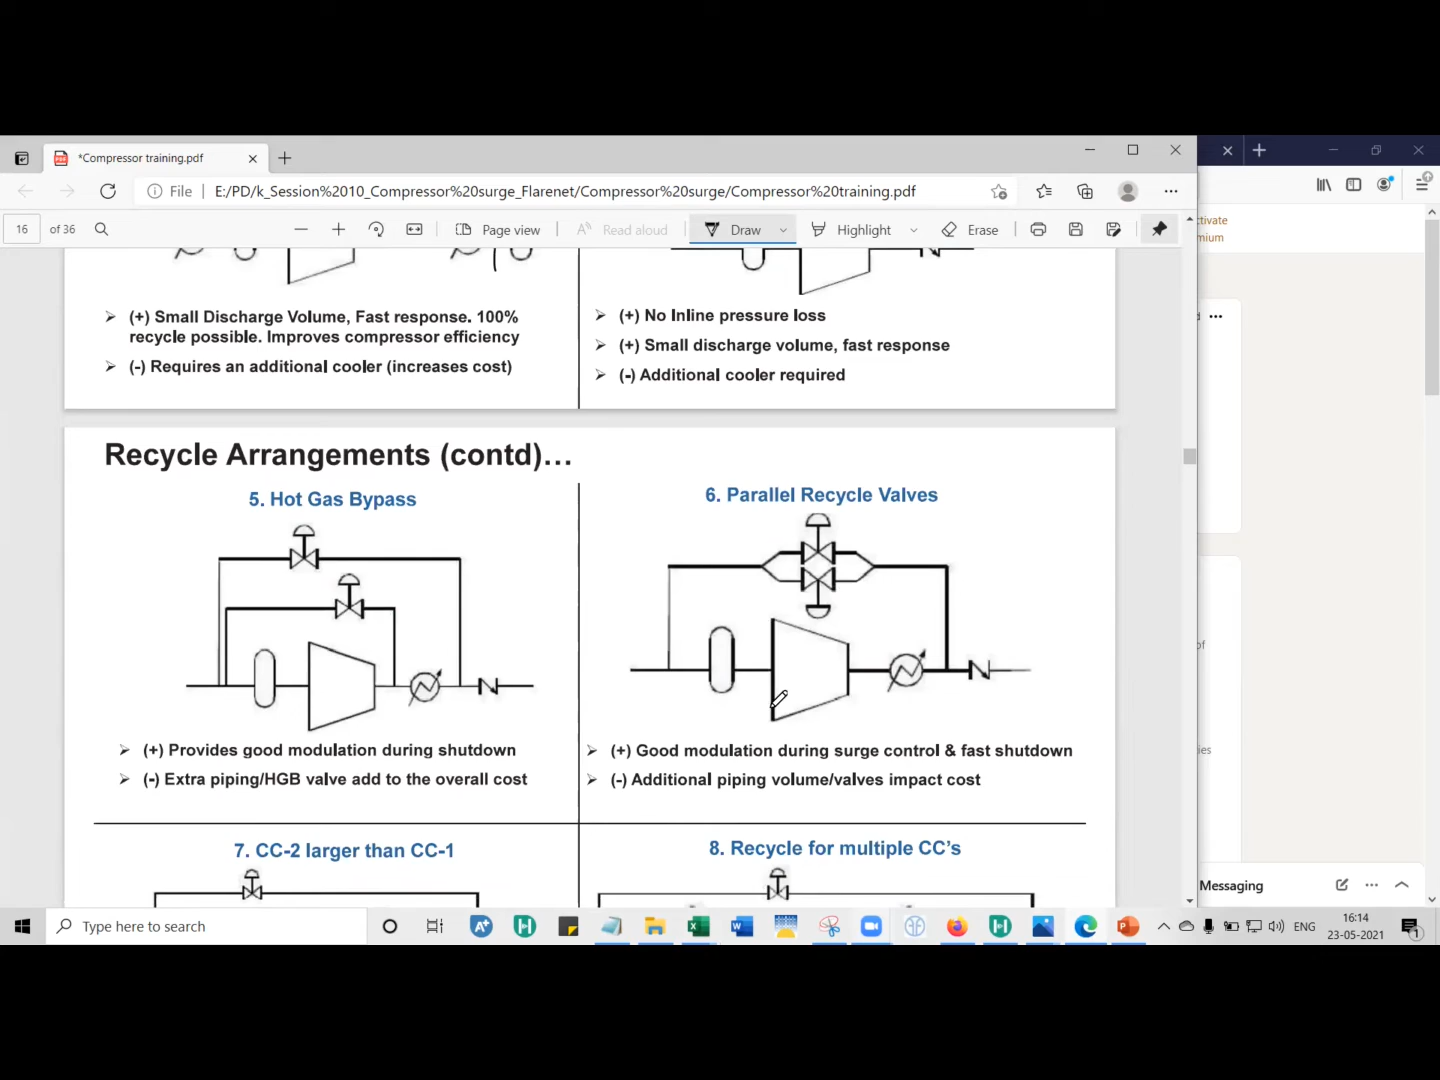 *Compressor training.pdf
File
E:/PD/k_Session%2010_Compressor%20surge_Flarenet/Compressor%20surge/Compressor%20training.pdf
16 of 36
Page view
Read aloud
Draw
Highlight
Erase
(+) Small Discharge Volume, Fast response. 100%
recycle possible. Improves compressor efficiency
(-) Requires an additional cooler (increases cost)
(+) No Inline pressure loss
(+) Small discharge volume, fast response
(-) Additional cooler required
Recycle Arrangements (contd)...
5. Hot Gas Bypass
(+) Provides good modulation during shutdown
(-) Extra piping/HGB valve add to the overall cost
6. Parallel Recycle Valves
(+) Good modulation during surge control & fast shutdown
(-) Additional piping volume/valves impact cost
7. CC-2 larger than CC-1
8. Recycle for multiple CC's
ctivate
mium
d
of
ies
Messaging
Type here to search
ENG
16:14
23-05-2021
1